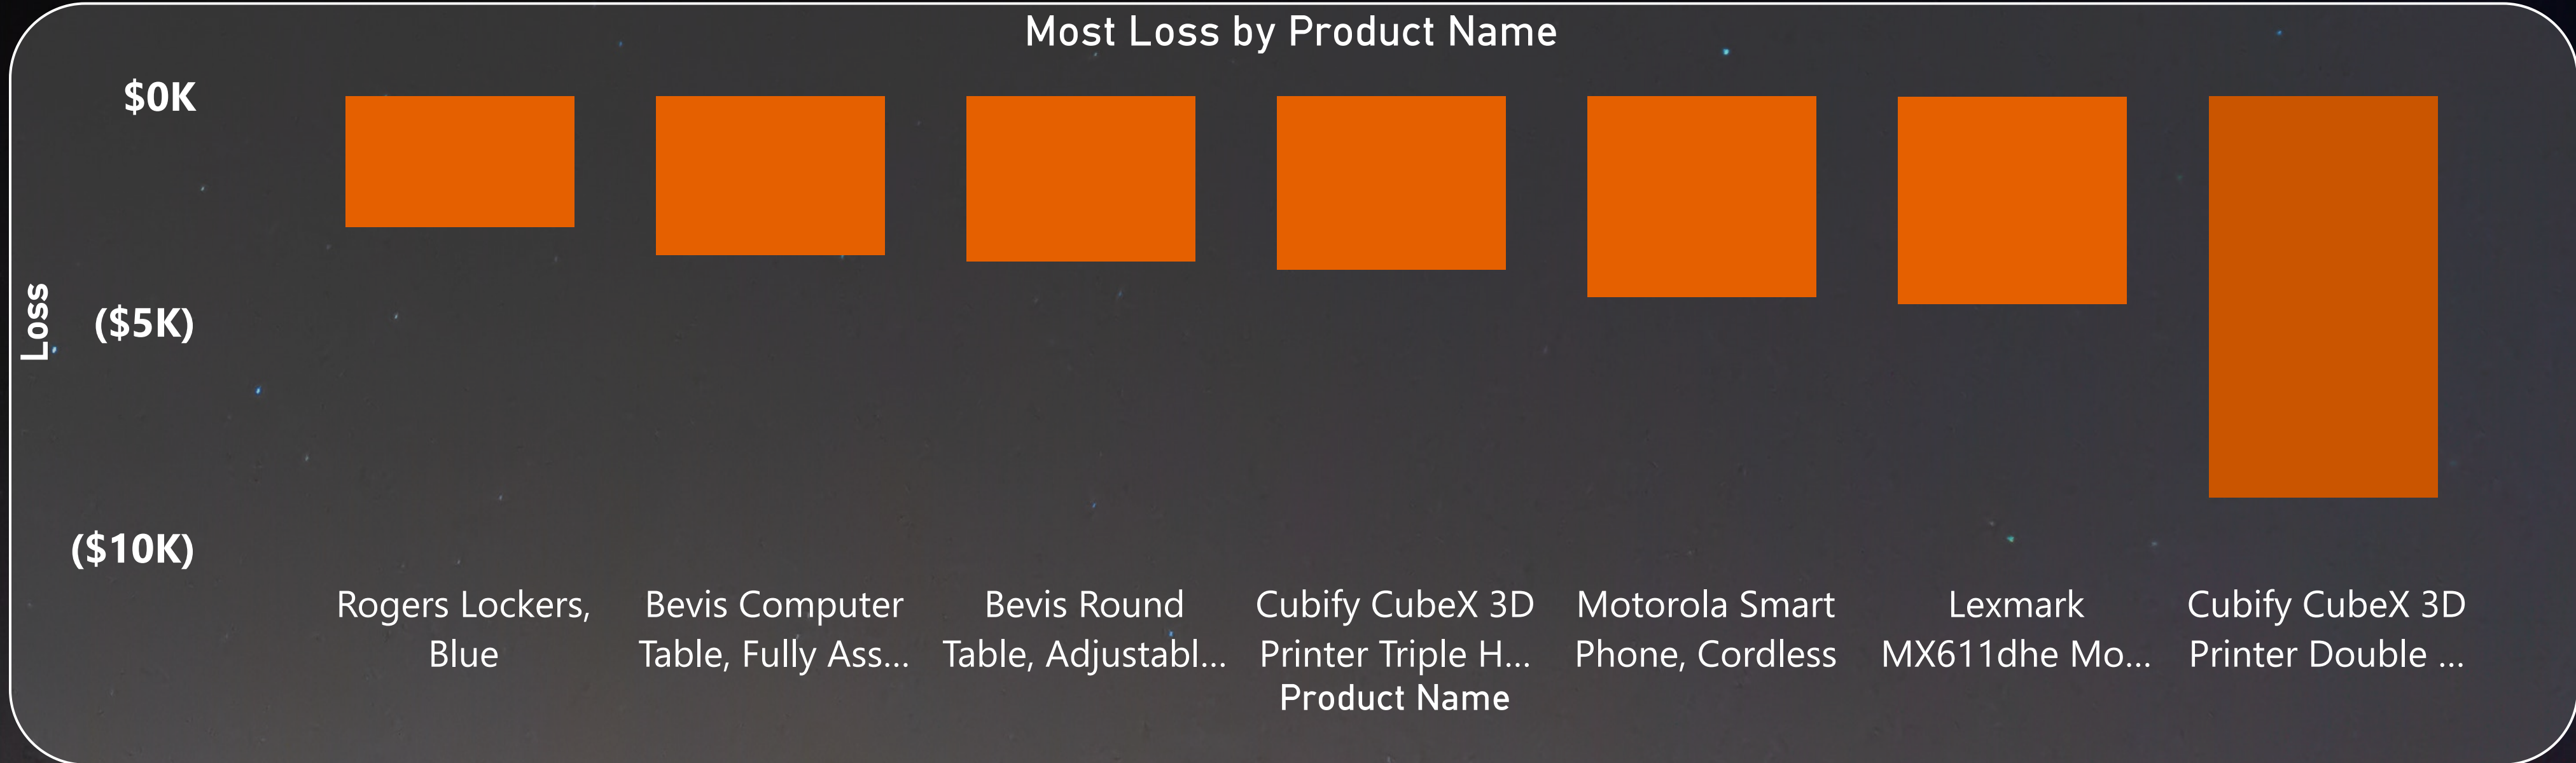 Most Loss by Product Name
$0K
($5K)
($10K)
Loss
Rogers Lockers,
Blue
Bevis Computer
Table, Fully Ass...
Bevis Round
Table, Adjustabl...
Cubify CubeX 3D
Printer Triple H...
Motorola Smart
Phone, Cordless
Lexmark
MX611dhe Mo...
Cubify CubeX 3D
Printer Double ...
Product Name